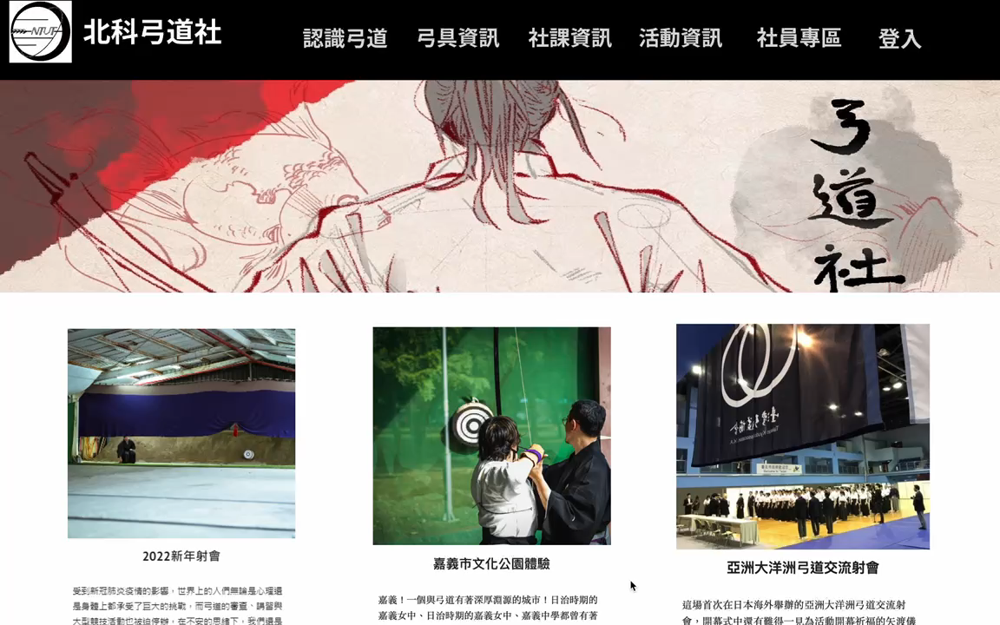 NTUT
北科弓道社
認識弓道 弓具資訊 社課資訊 活動資訊 社員專區 登入
弓
道
社
2022新年射會
受到新冠肺炎疫情的影響，世界上的人們無論是心理還
是身體上都承受了巨大的挑戰，而弓道的審查、講習與
大型競技活動也被迫停辦，在不安的思緒下，我們還是
嘉義市文化公園體驗
嘉義！一個與弓道有著深厚淵源的城市！日治時期的
嘉義女中、日治時期的嘉義女中、嘉義中學都曾有著
亞洲大洋洲弓道交流射會
這場首次在日本海外舉辦的亞洲大洋洲弓道交流射
會，開幕式中還有難得一見為活動開幕祈福的矢渡儀